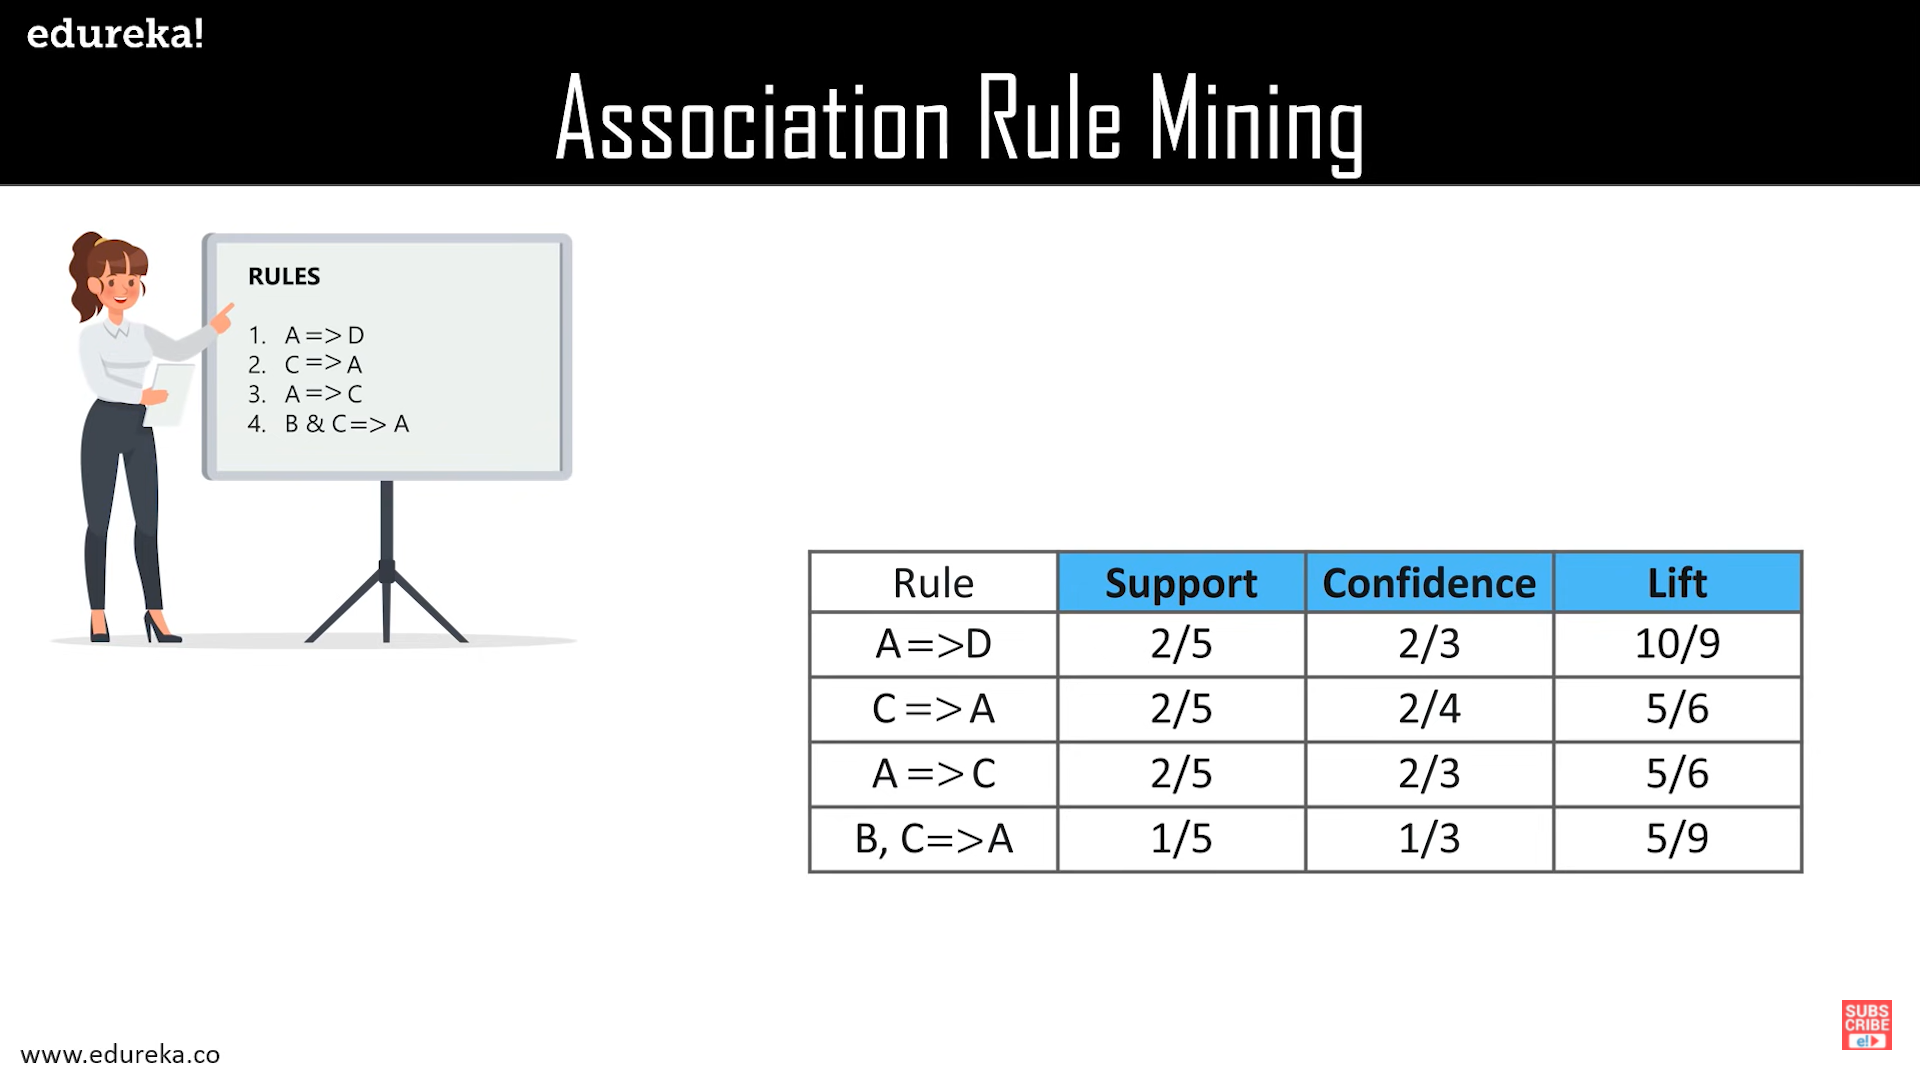 edureka!
Association Rule Mining
RULES
1. A => D
2. C => A
3. A => C
4. B & C => A
Rule Support Confidence Lift
A =>D 2/5 2/3 10/9
C => A 2/5 2/4 5/6
A => C 2/5 2/3 5/6
B, C=>A 1/5 1/3 5/9
SUBS
CRIBE
e!
www.edureka.co